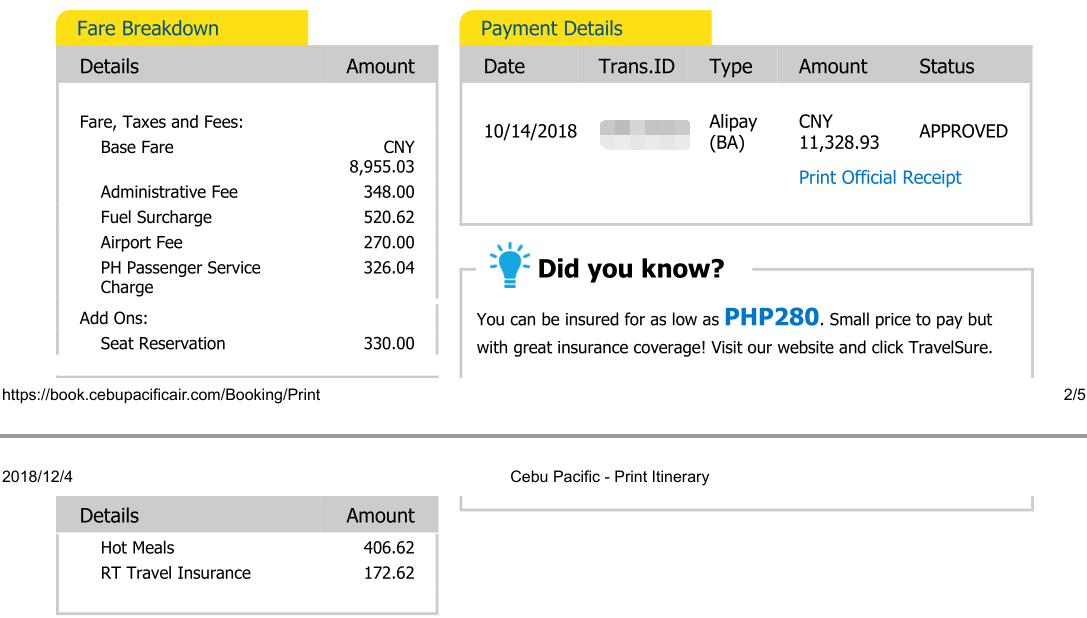 Fare Breakdown
Details Amount
Fare, Taxes and Fees:
Base Fare CNY
8,955.03
Administrative Fee 348.00
Fuel Surcharge 520.62
Airport Fee 270.00
PH Passenger Service 326.04
Charge
Add Ons:
Seat Reservation 330.00
Payment Details
Date Trans.ID Type Amount Status
10/14/2018 Alipay (BA) CNY 11,328.93 APPROVED
Print Official Receipt
Did you know?
You can be insured for as low as PHP280. Small price to pay but
with great insurance coverage! Visit our website and click TravelSure.
https://book.cebupacificair.com/Booking/Print 2/5
2018/12/4 Cebu Pacific - Print Itinerary
Details Amount
Hot Meals 406.62
RT Travel Insurance 172.62